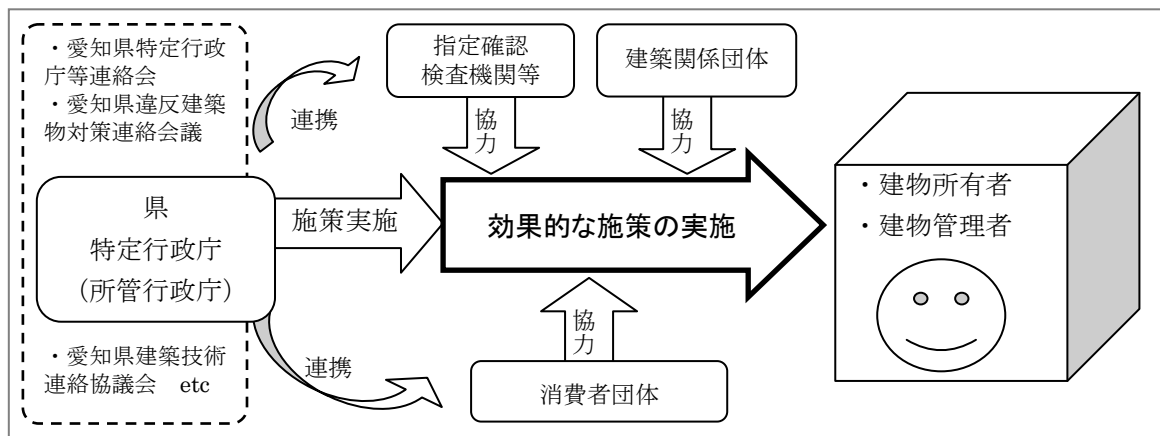 ・愛知県特定行政
庁等連絡会
・愛知県違反建築
物対策連絡会議
県
特定行政庁
（所管行政庁）
・愛知県建築技術
連絡協議会　etc
連携
連携
施策実施
指定確認
検査機関等
建築関係団体
協力
協力
効果的な施策の実施
協力
消費者団体
・建物所有者
・建物管理者